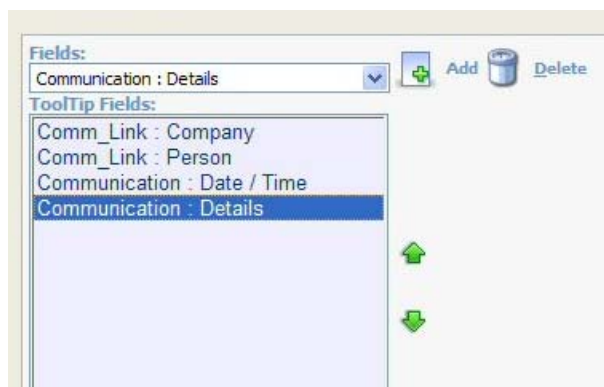 Fields:
Communication : Details
Add
Delete
ToolTip Fields:
Comm_Link : Company
Comm_Link : Person
Communication : Date / Time
Communication : Details